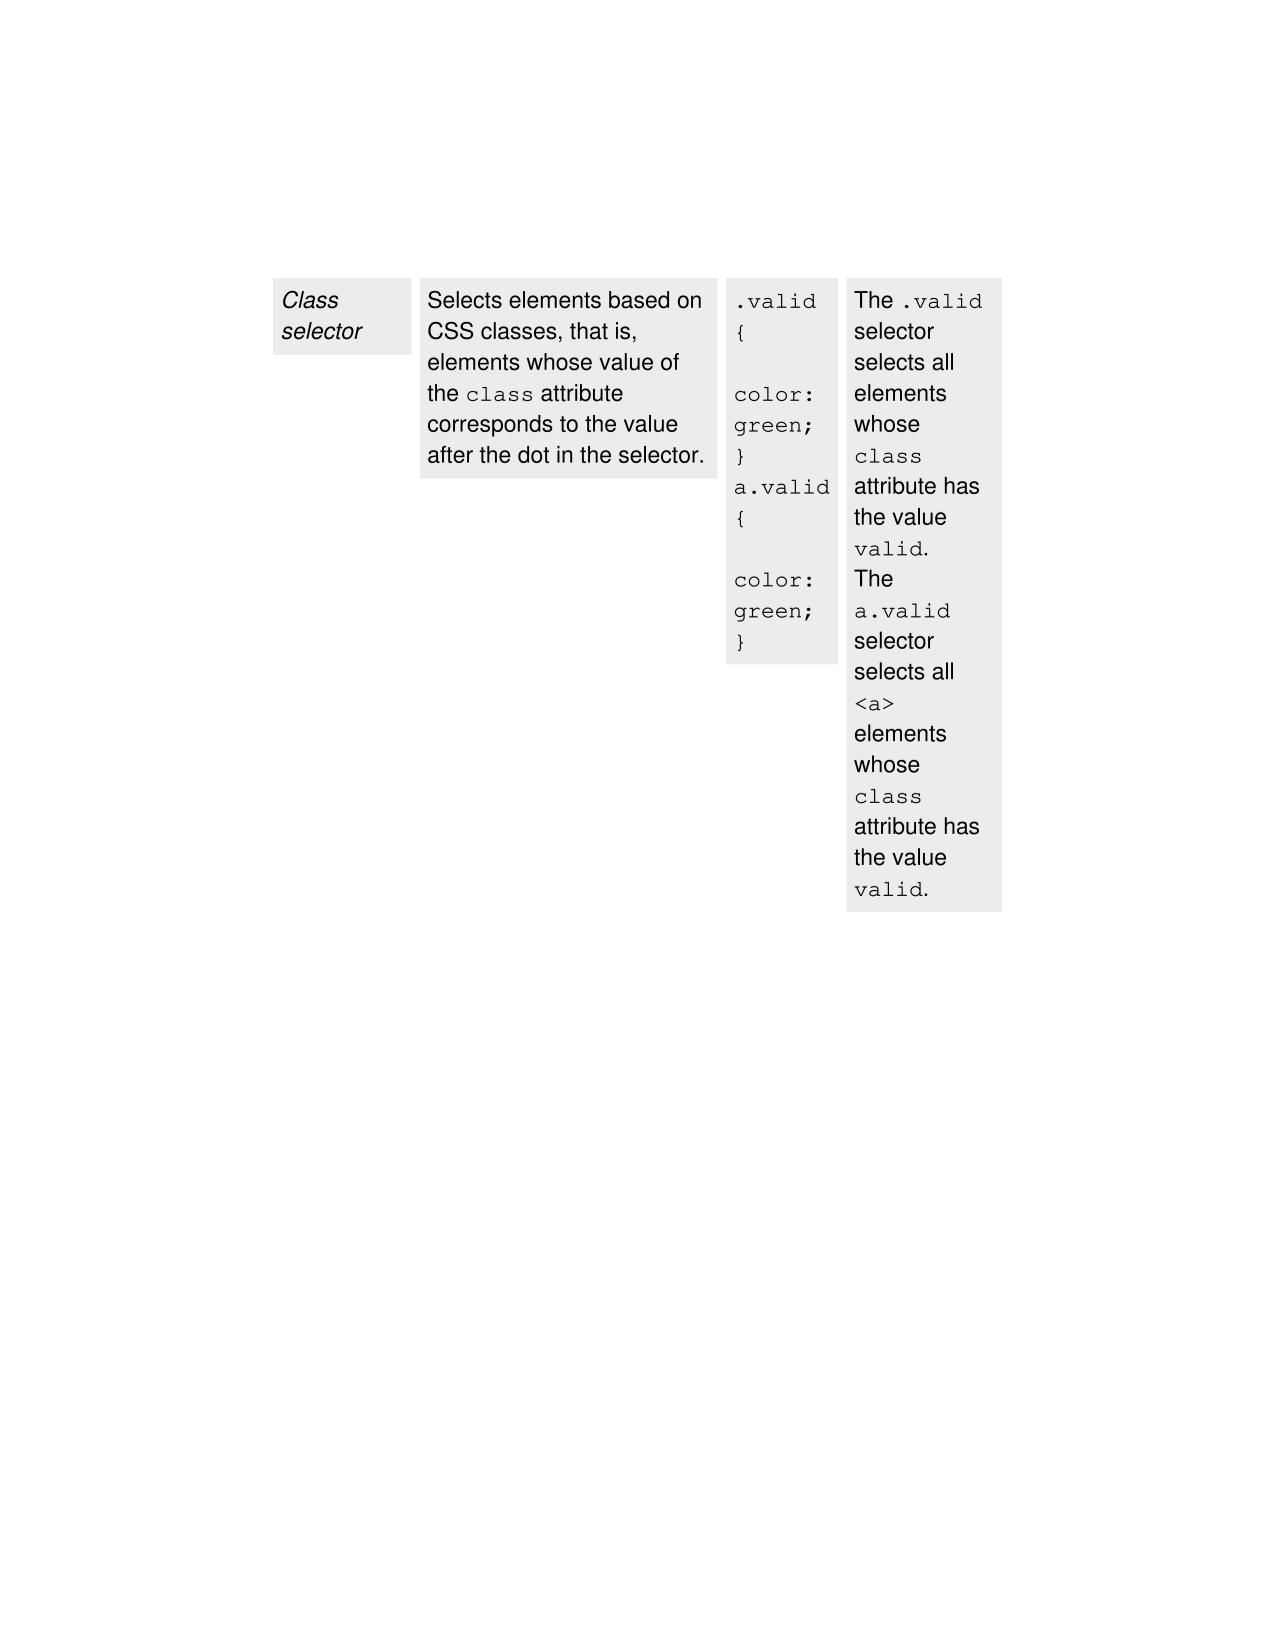 Class
selector
Selects elements based on
CSS classes, that is,
elements whose value of
the class attribute
corresponds to the value
after the dot in the selector.
.valid
{
color:
green;
}
a.valid
{
color:
green;
}
The .valid
selector
selects all
elements
whose
class
attribute has
the value
valid.
The
a.valid
selector
selects all
<a>
elements
whose
class
attribute has
the value
valid.